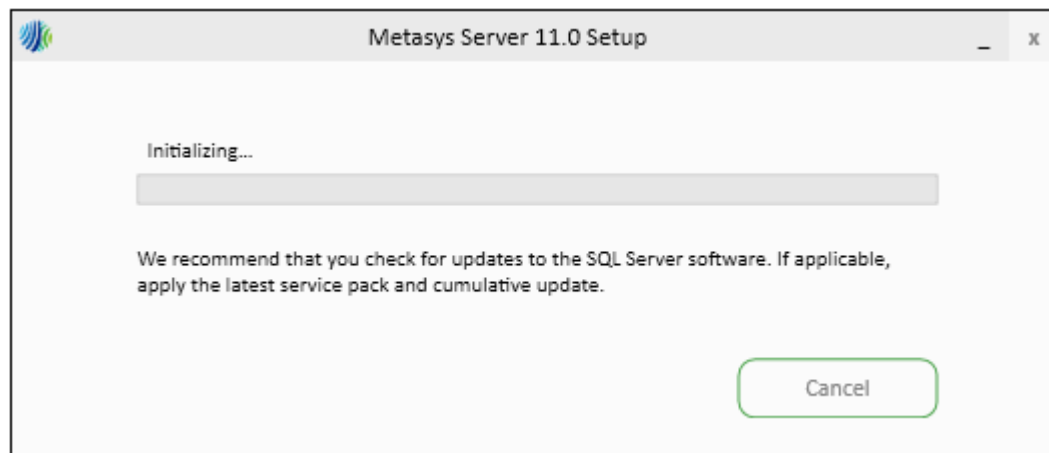 Metasys Server 11.0 Setup
_ x
Initializing...
We recommend that you check for updates to the SQL Server software. If applicable,
apply the latest service pack and cumulative update.
Cancel